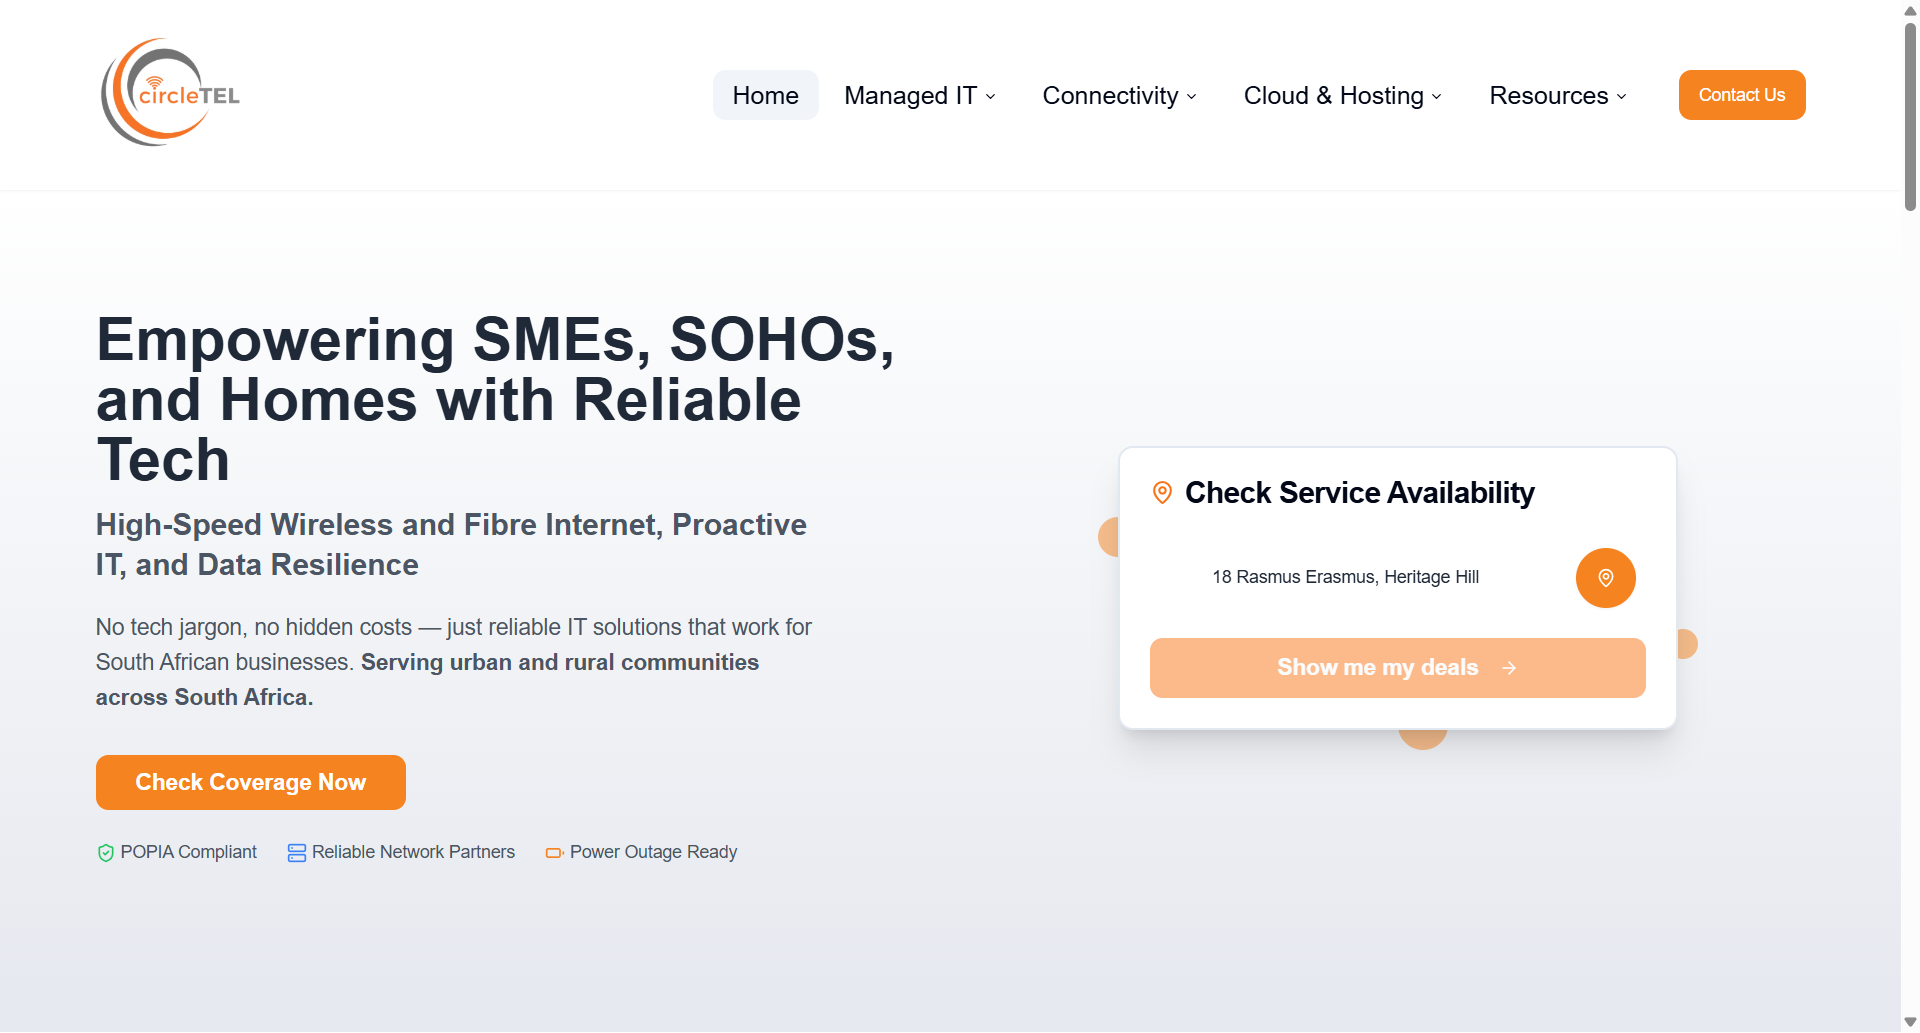 circleTEL
Home
Managed IT
Connectivity
Cloud & Hosting
Resources
Contact Us
Empowering SMEs, SOHOs,
and Homes with Reliable
Tech
High-Speed Wireless and Fibre Internet, Proactive
IT, and Data Resilience
No tech jargon, no hidden costs — just reliable IT solutions that work for
South African businesses. Serving urban and rural communities
across South Africa.
Check Coverage Now
POPIA Compliant
Reliable Network Partners
Power Outage Ready
Check Service Availability
18 Rasmus Erasmus, Heritage Hill
Show me my deals